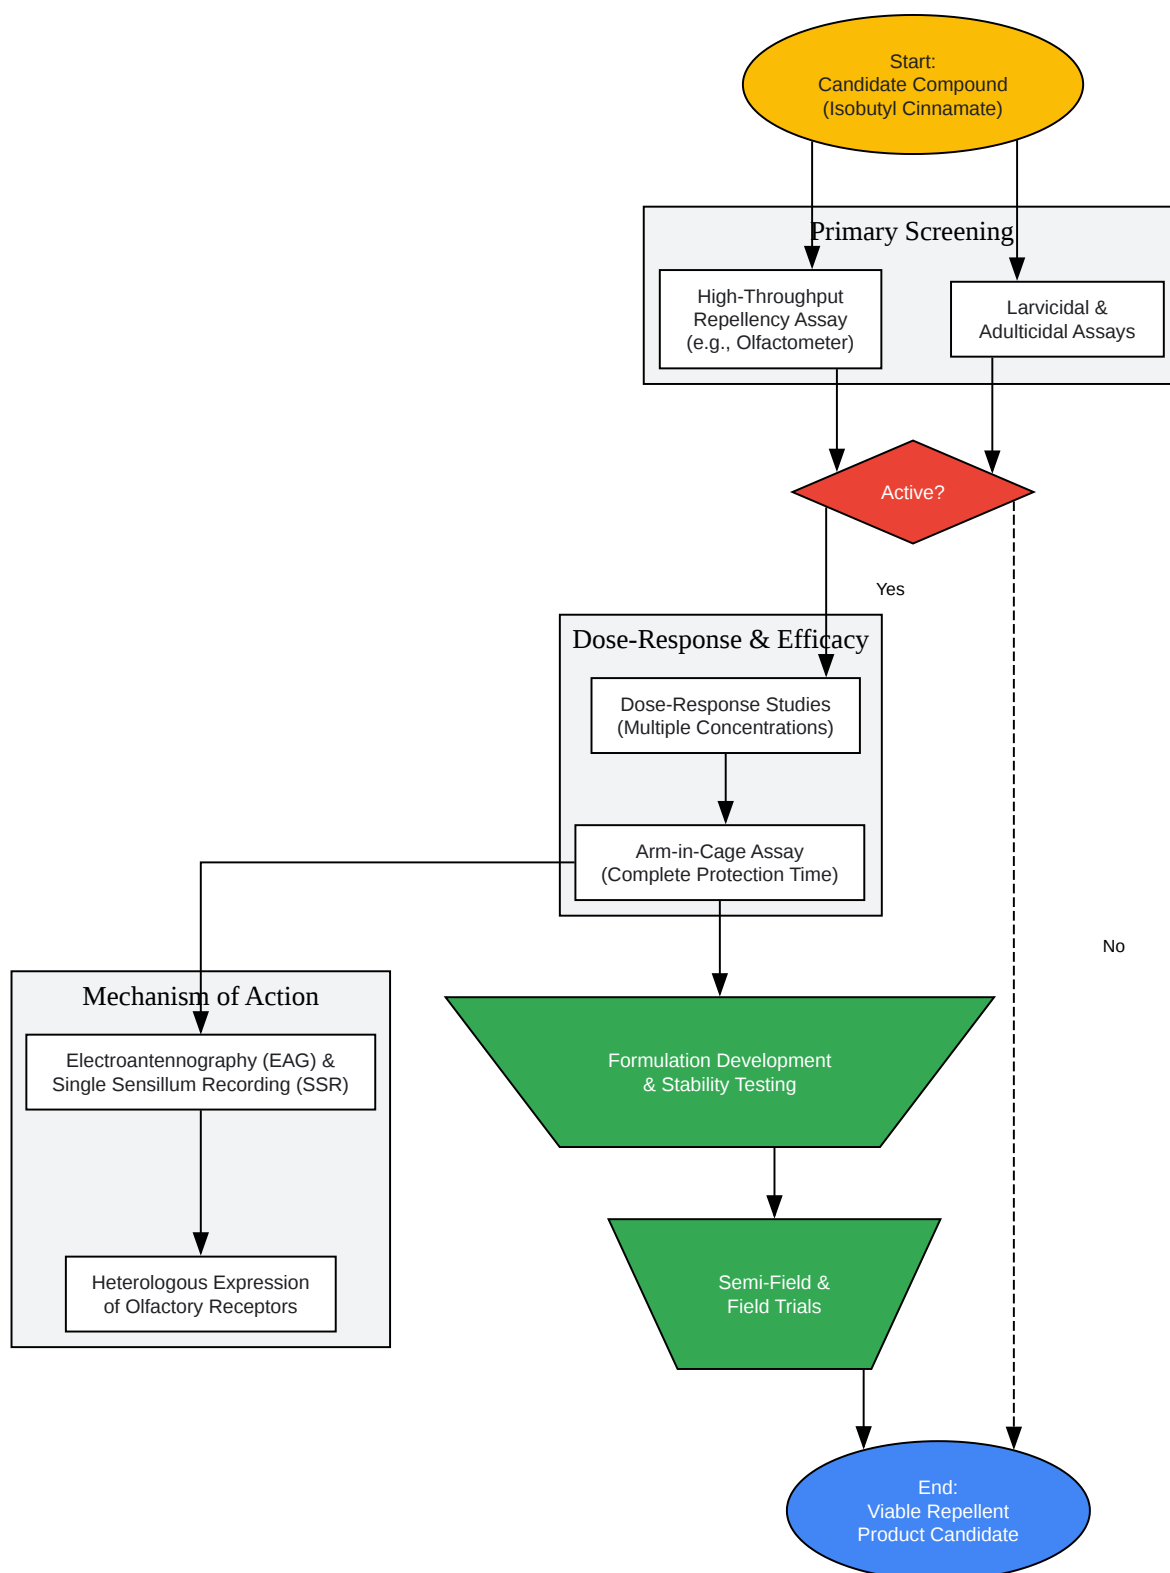 Start:
Candidate Compound
(Isobutyl Cinnamate)
Primary Screening
High-Throughput
Repellency Assay
(e.g., Olfactometer)
Larvicidal &
Adulticidal Assays
Active?
Yes
Dose-Response & Efficacy
Dose-Response Studies
(Multiple Concentrations)
Arm-in-Cage Assay
(Complete Protection Time)
No
Mechanism of Action
Electroantennography (EAG) &
Single Sensillum Recording (SSR)
Formulation Development
& Stability Testing
Heterologous Expression
of Olfactory Receptors
Semi-Field &
Field Trials
End:
Viable Repellent
Product Candidate